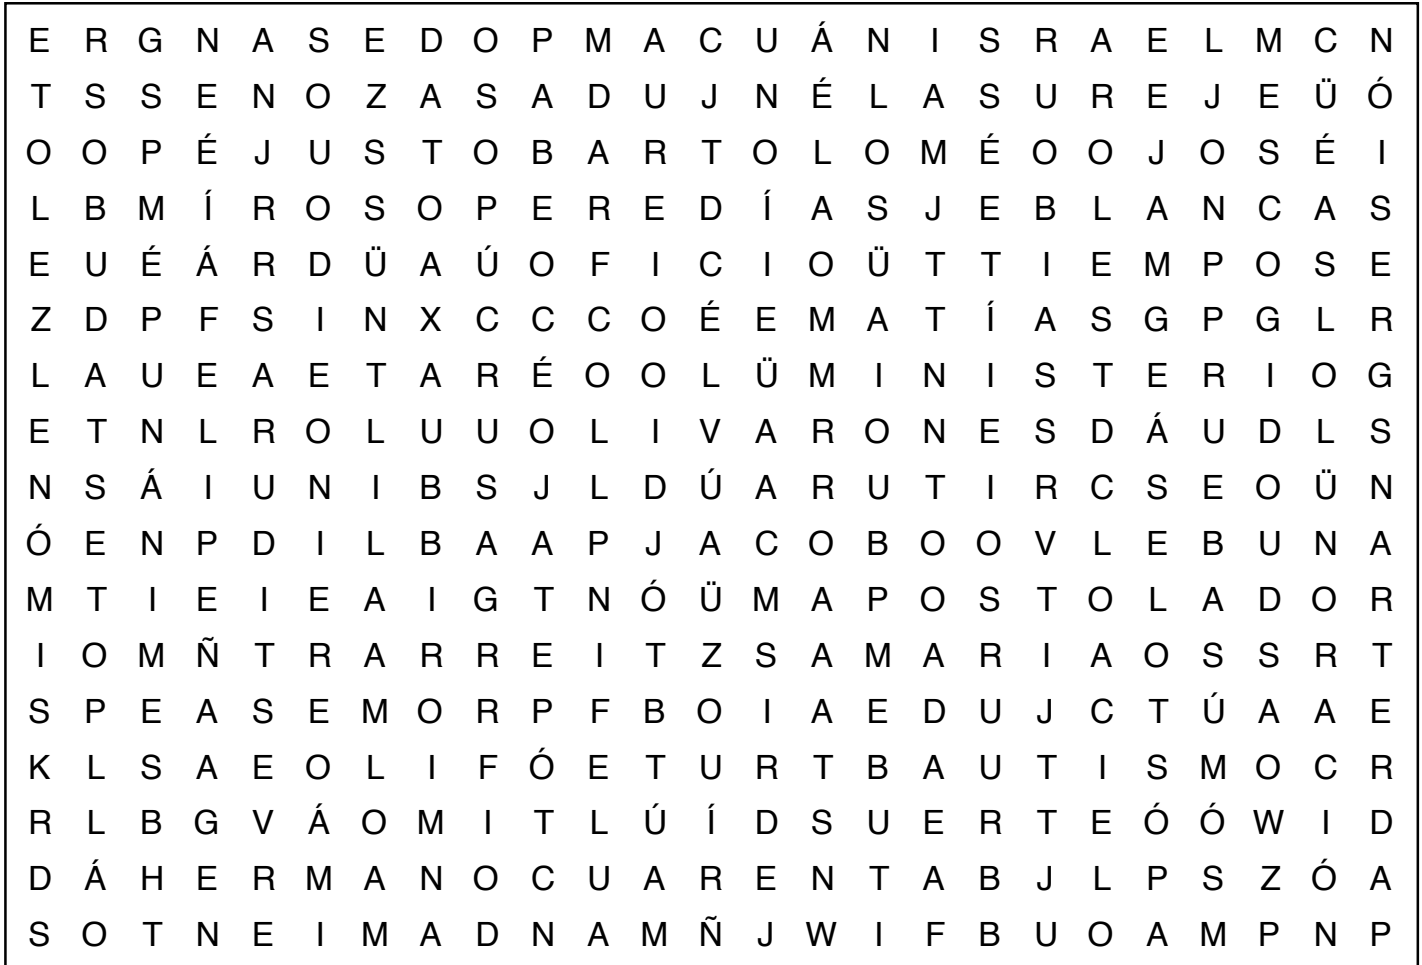 E R G N A S E D O P M A C U Á N I S R A E L M C N
T S S E N O Z A S A D U J N É L A S U R E J E Ü Ó
O O P É J U S T O B A R T O L O M É O O J O S É I
L B M Í R O S O P E R E D Í A S J E B L A N C A S
E U É Á R D Ü A Ú O F I C I O Ü T T I E M P O S E
Z D P F S I N X C C C O É E M A T Í A S G P G L R
L A U E A E T A R É O O L Ü M I N I S T E R I O G
E T N L R O L U U O L I V A R O N E S D Á U D L S
N S Á I U N I B S J L D Ú A R U T I R C S E O Ü N
Ó E N P D I L B A A P J A C O B O O V L E B U N A
M T I E I E A I G T N Ó Ü M A P O S T O L A D O R
I O M Ñ T R A R R E I T Z S A M A R I A O S S R T
S P E A S E M O R P F B O I A E D U J C T Ú A A E
K L S A E O L I F Ó E T U R T B A U T I S M O C R
R L B G V Á O M I T L Ú Í D S U E R T E Ó Ó W I D
D Á H E R M A N O C U A R E N T A B J L P S Z Ó A
S O T N E I M A D N A M Ñ J W I F B U O A M P N P